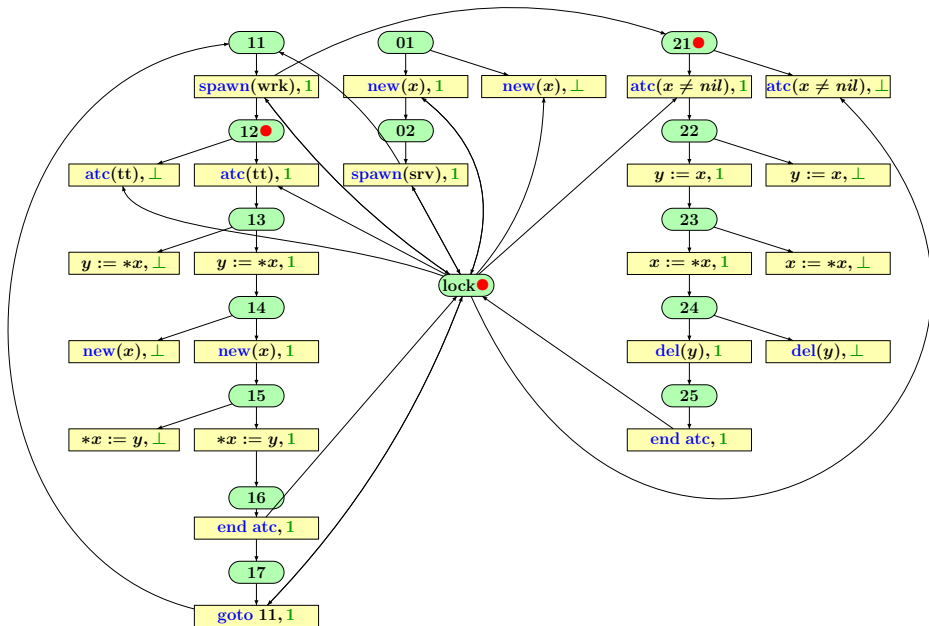 11
01
21
spawn(wrk), 1
new(x), 1
new(x), ⊥
atc(x ≠ nil), 1
atc(x ≠ nil), ⊥
12
02
22
atc(tt), ⊥
atc(tt), 1
spawn(srv), 1
y := x, 1
y := x, ⊥
13
23
y := *x, ⊥
y := *x, 1
x := *x, 1
x := *x, ⊥
lock
14
24
new(x), ⊥
new(x), 1
del(y), 1
del(y), ⊥
15
25
*x := y, ⊥
*x := y, 1
end atc, 1
16
end atc, 1
17
goto 11, 1